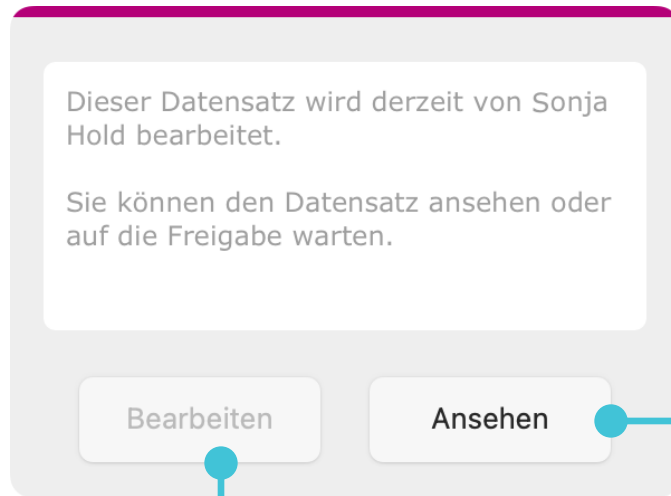 Dieser Datensatz wird derzeit von Sonja
Hold bearbeitet.
Sie können den Datensatz ansehen oder
auf die Freigabe warten.
Bearbeiten
Ansehen